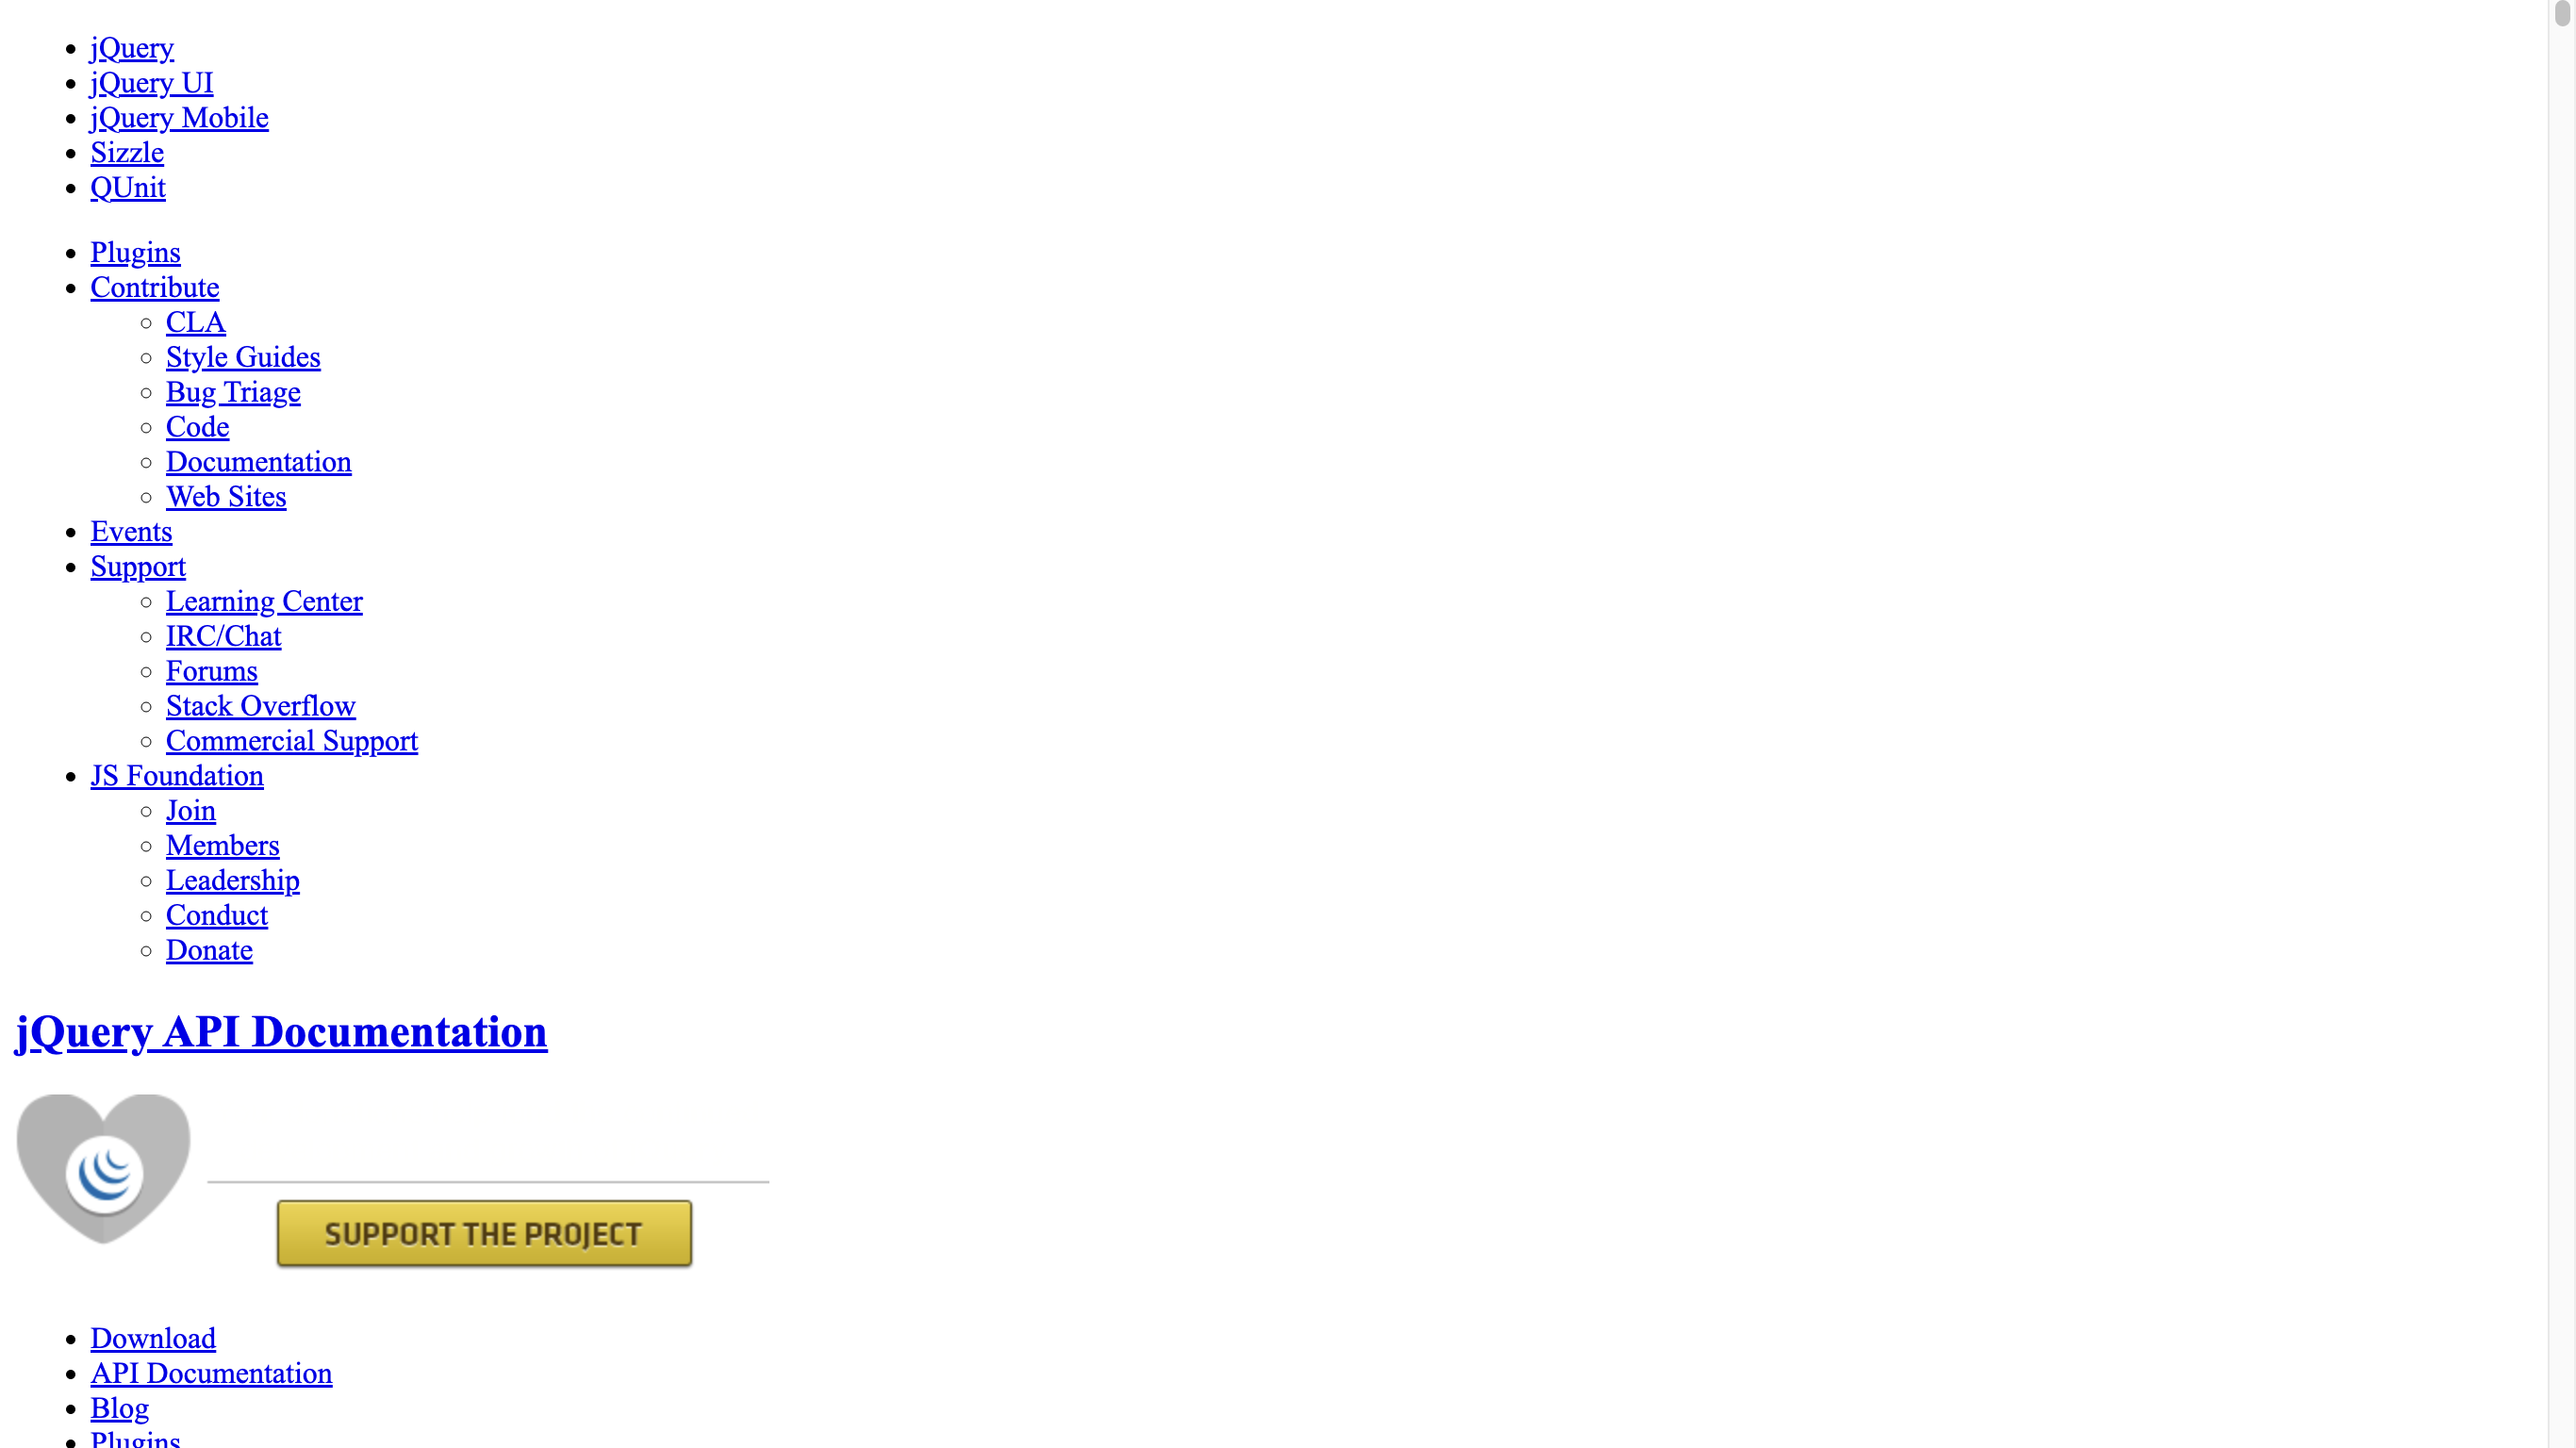 jQuery
jQuery UI
jQuery Mobile
Sizzle
QUnit
Plugins
Contribute
CLA
Style Guides
Bug Triage
Code
Documentation
Web Sites
Events
Support
Learning Center
IRC/Chat
Forums
Stack Overflow
Commercial Support
JS Foundation
Join
Members
Leadership
Conduct
Donate
jQuery API Documentation
SUPPORT THE PROJECT
Download
API Documentation
Blog
Plugins